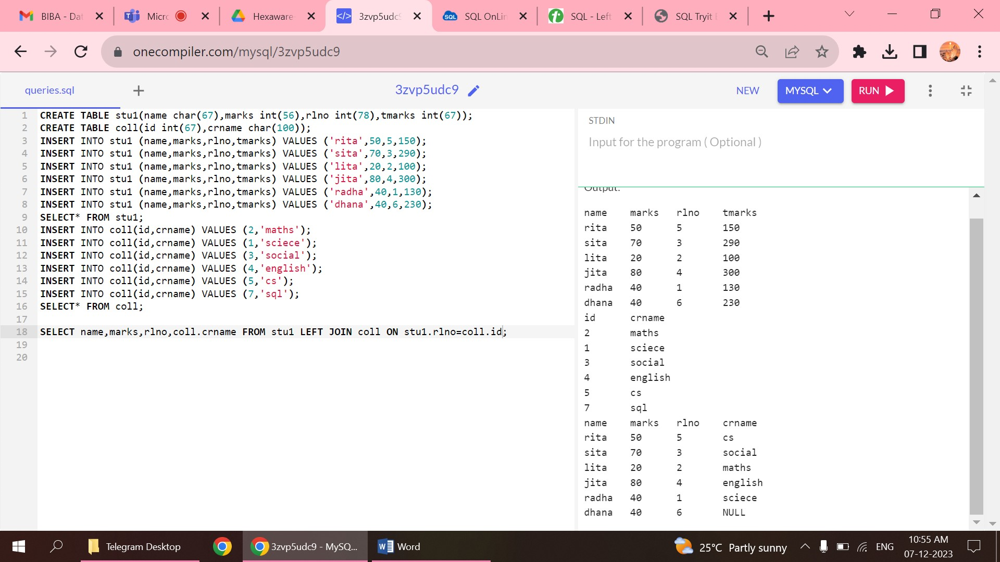 BIBA - Dat
Micro
Hexaware-
3zvp5udc9
SQL OnLin
SQL - Left
SQL Tryit E
onecompiler.com/mysql/3zvp5udc9
queries.sql
3zvp5udc9
NEW
MYSQL
RUN
1 CREATE TABLE stu1(name char(67),marks int(56),rlno int(78),tmarks int(67));
2 CREATE TABLE coll(id int(67),crname char(100));
3 INSERT INTO stu1 (name,marks,rlno,tmarks) VALUES ('rita',50,5,150);
4 INSERT INTO stu1 (name,marks,rlno,tmarks) VALUES ('sita',70,3,290);
5 INSERT INTO stu1 (name,marks,rlno,tmarks) VALUES ('lita',20,2,100);
6 INSERT INTO stu1 (name,marks,rlno,tmarks) VALUES ('jita',80,4,300);
7 INSERT INTO stu1 (name,marks,rlno,tmarks) VALUES ('radha',40,1,130);
8 INSERT INTO stu1 (name,marks,rlno,tmarks) VALUES ('dhana',40,6,230);
9 SELECT* FROM stu1;
10 INSERT INTO coll(id,crname) VALUES (2,'maths');
11 INSERT INTO coll(id,crname) VALUES (1,'sciece');
12 INSERT INTO coll(id,crname) VALUES (3,'social');
13 INSERT INTO coll(id,crname) VALUES (4,'english');
14 INSERT INTO coll(id,crname) VALUES (5,'cs');
15 INSERT INTO coll(id,crname) VALUES (7,'sql');
16 SELECT* FROM coll;
17
18 SELECT name,marks,rlno,coll.crname FROM stu1 LEFT JOIN coll ON stu1.rlno=coll.id;
19
20
STDIN
Input for the program ( Optional )
Output:
name marks rlno tmarks
rita 50 5 150
sita 70 3 290
lita 20 2 100
jita 80 4 300
radha 40 1 130
dhana 40 6 230
id crname
2 maths
1 sciece
3 social
4 english
5 cs
7 sql
name marks rlno crname
rita 50 5 cs
sita 70 3 social
lita 20 2 maths
jita 80 4 english
radha 40 1 sciece
dhana 40 6 NULL
Telegram Desktop
3zvp5udc9 - MySQ...
Word
25°C Partly sunny
ENG
10:55 AM
07-12-2023